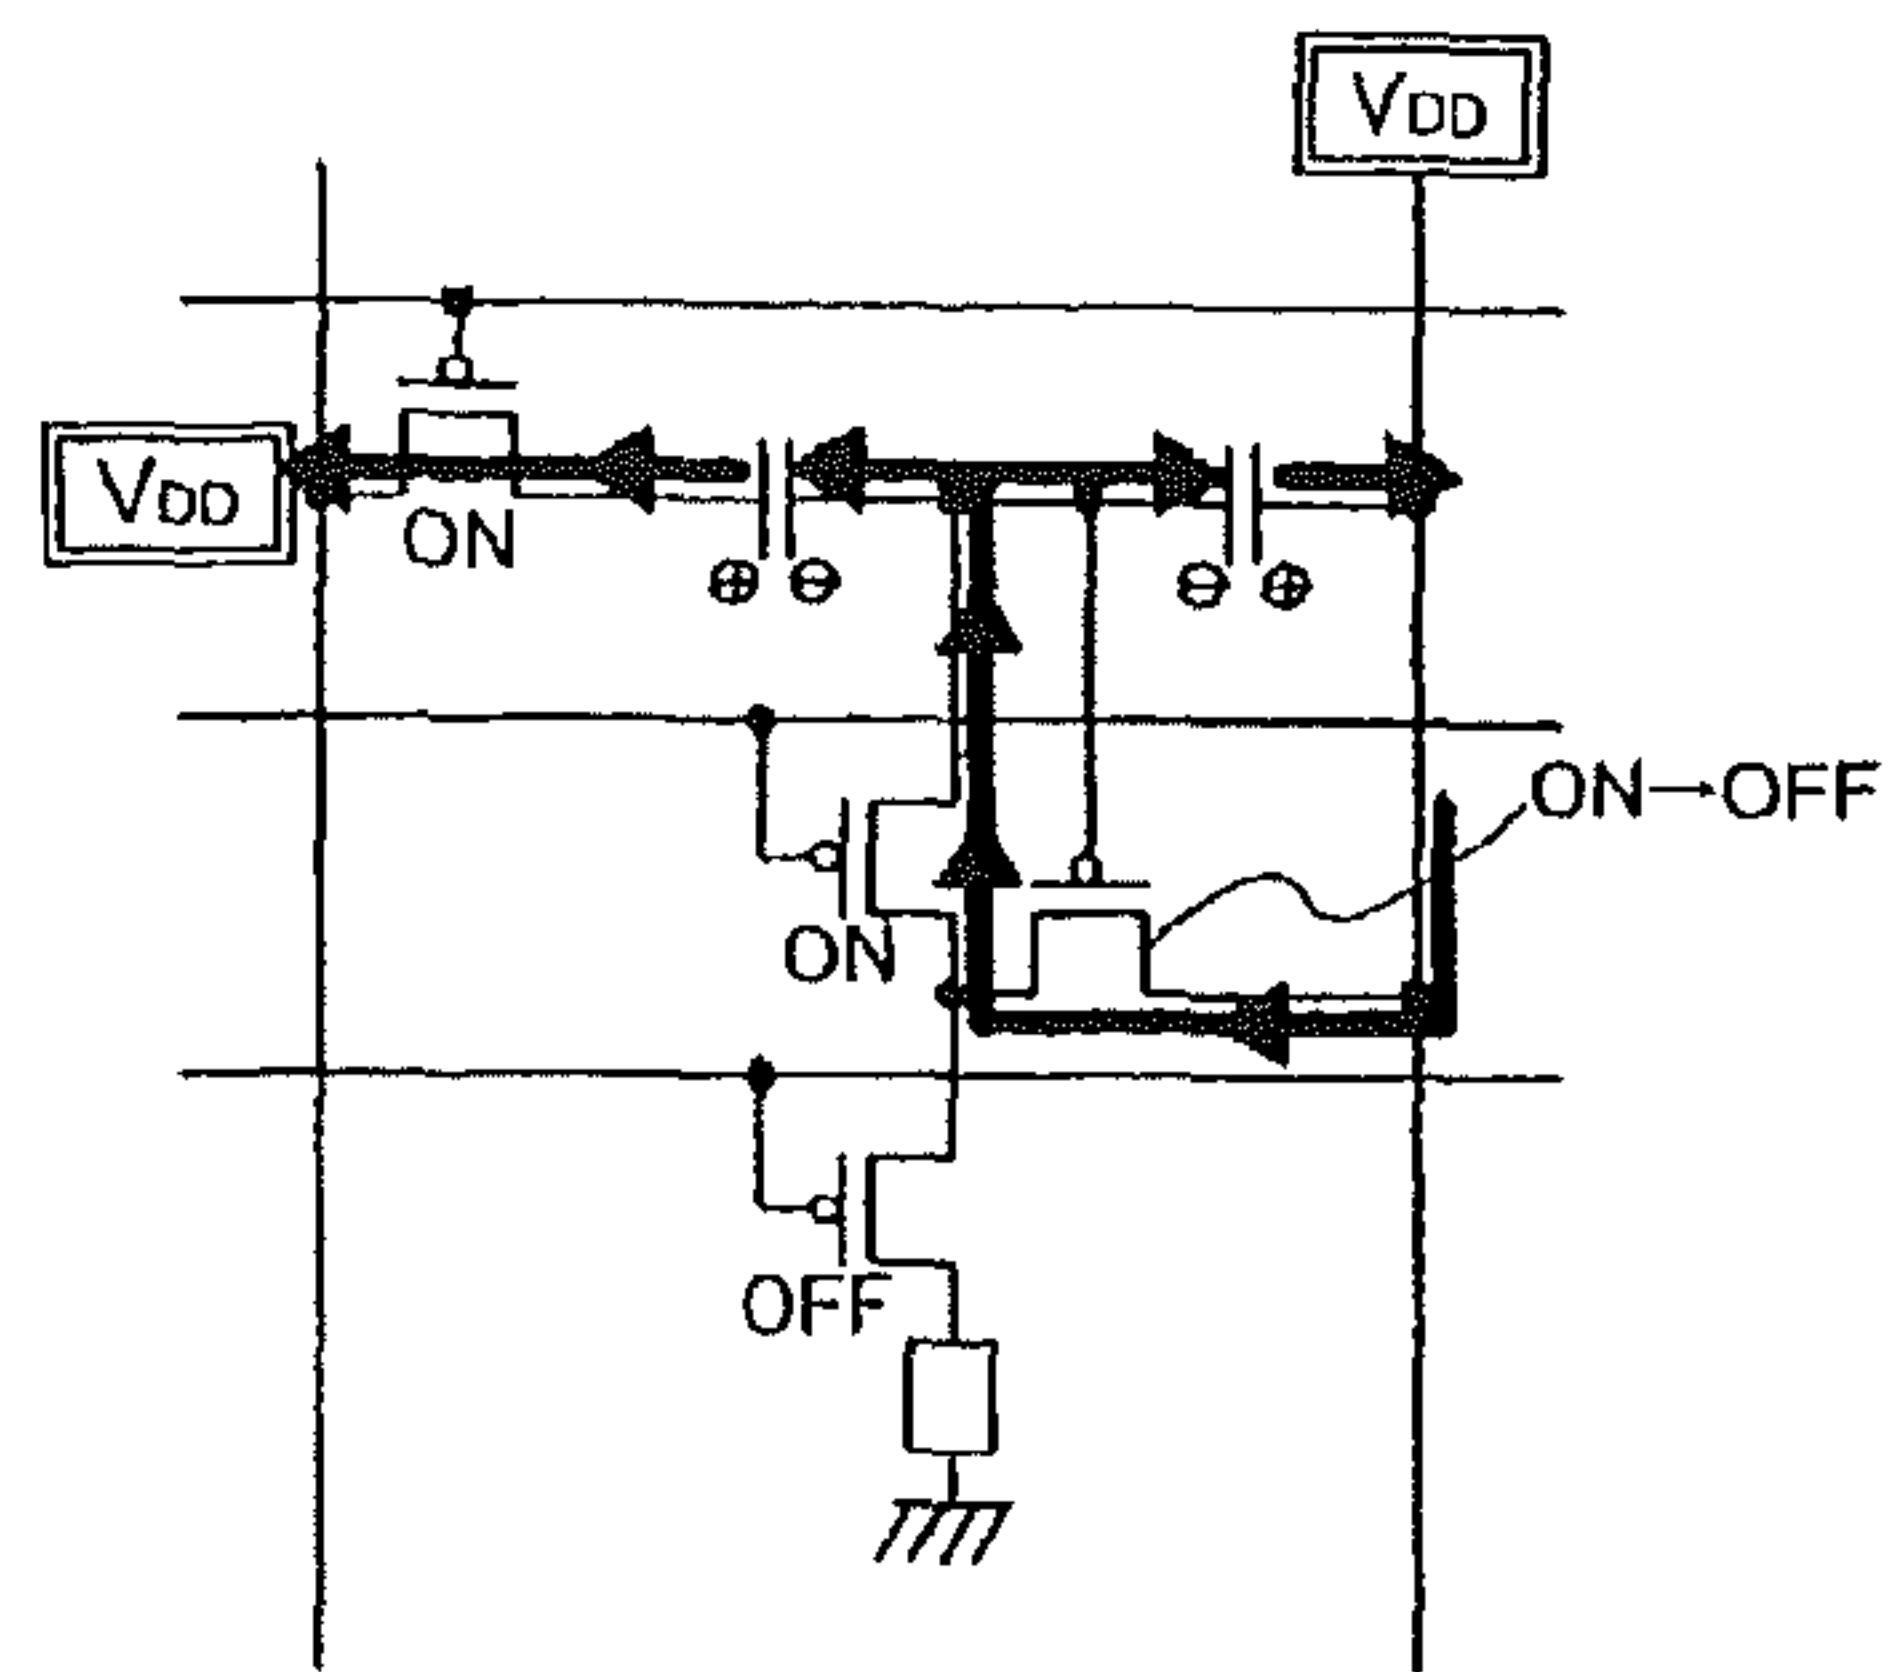 VDD
VDD
ON
⊕ ⊖
⊖ ⊕
ON→OFF
ON
OFF